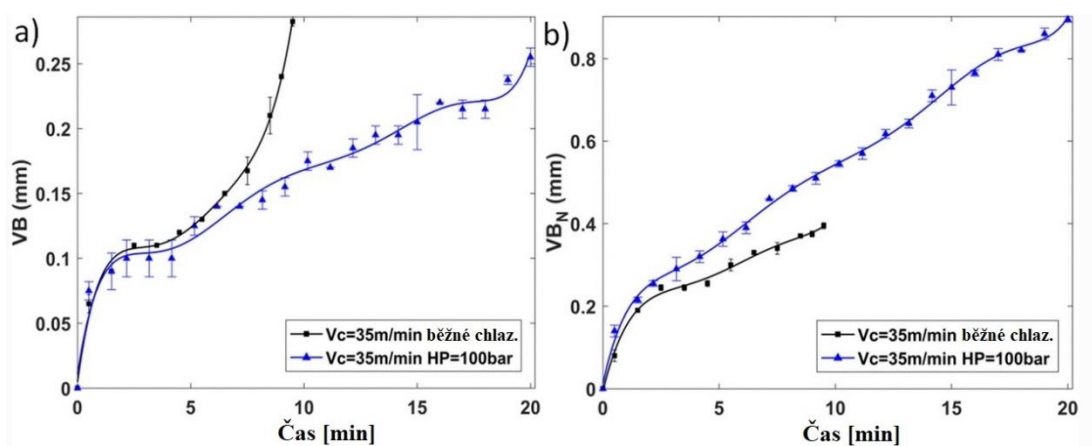 a)
0.25
0.2
0.15
0.1
0.05
0
VB (mm)
0
5
10
15
20
Čas [min]
Vc=35m/min běžné chlaz.
Vc=35m/min HP=100bar
b)
0.8
0.6
0.4
0.2
0
VB_N (mm)
0
5
10
15
20
Čas [min]
Vc=35m/min běžné chlaz.
Vc=35m/min HP=100bar